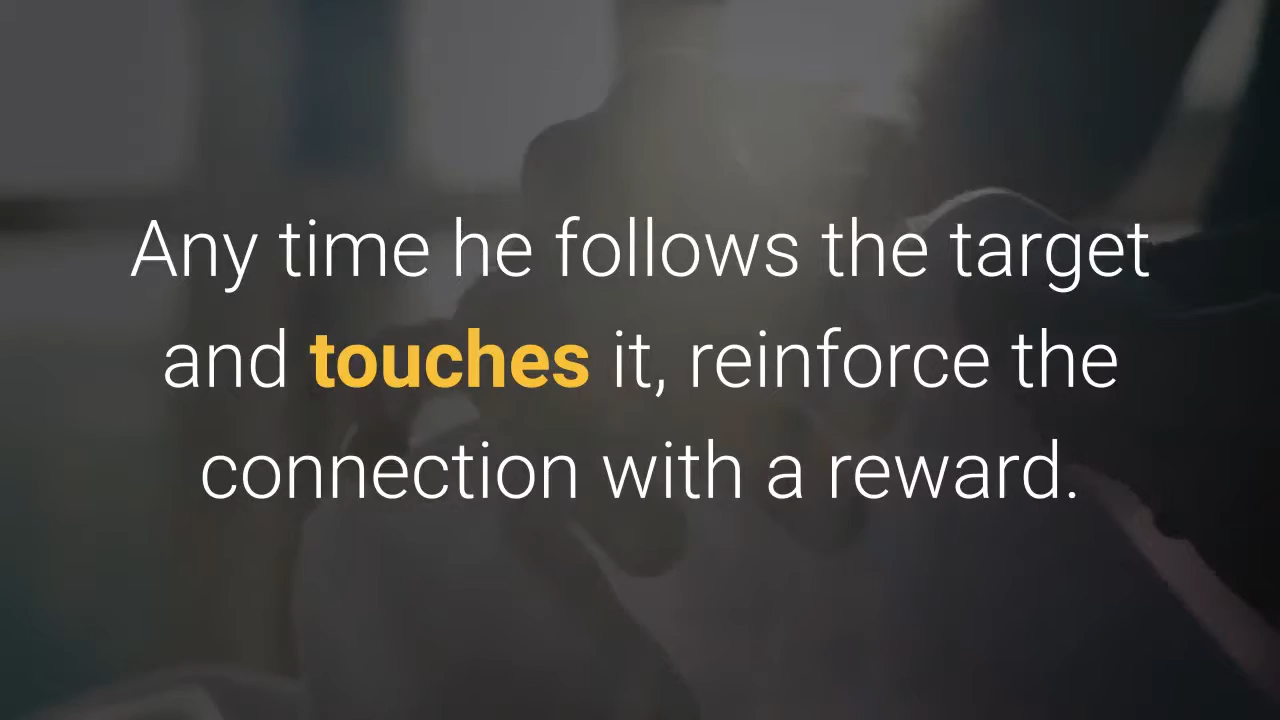 Any time he follows the target
and touches it, reinforce the
connection with a reward.